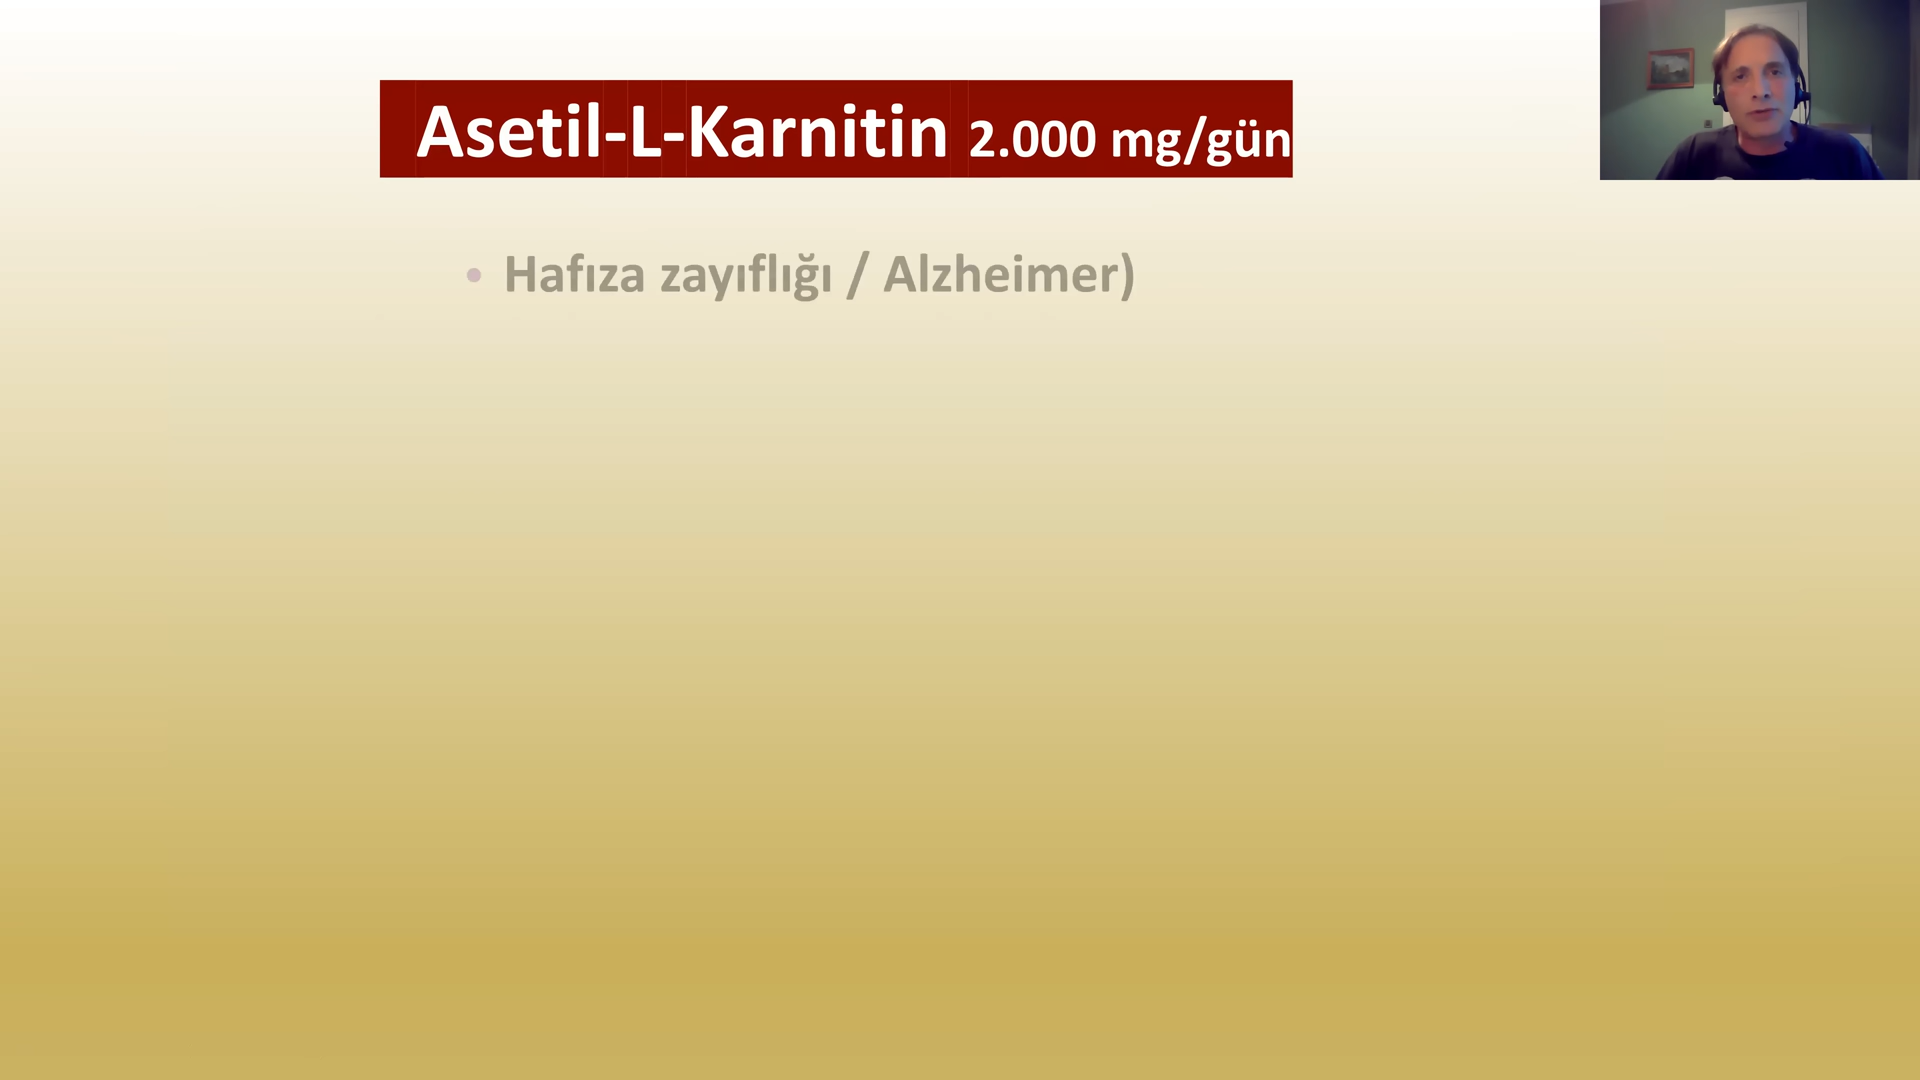 Asetil-L-Karnitin 2.000 mg/gün
• Hafıza zayıflığı / Alzheimer)